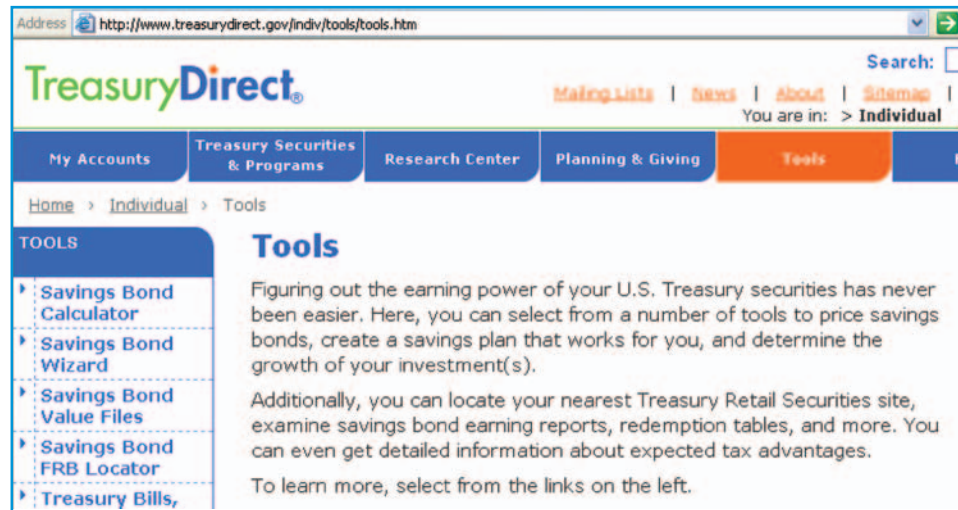 Address http://www.treasurydirect.gov/indiv/tools/tools.htm
Search:
TreasuryDirect®
Mailing Lists | News | About | Sitemap |
You are in: > Individual
My Accounts
Treasury Securities
& Programs
Research Center
Planning & Giving
Tools
Home > Individual > Tools
TOOLS
Savings Bond
Calculator
Savings Bond
Wizard
Savings Bond
Value Files
Savings Bond
FRB Locator
Treasury Bills,
Tools
Figuring out the earning power of your U.S. Treasury securities has never
been easier. Here, you can select from a number of tools to price savings
bonds, create a savings plan that works for you, and determine the
growth of your investment(s).
Additionally, you can locate your nearest Treasury Retail Securities site,
examine savings bond earning reports, redemption tables, and more. You
can even get detailed information about expected tax advantages.
To learn more, select from the links on the left.